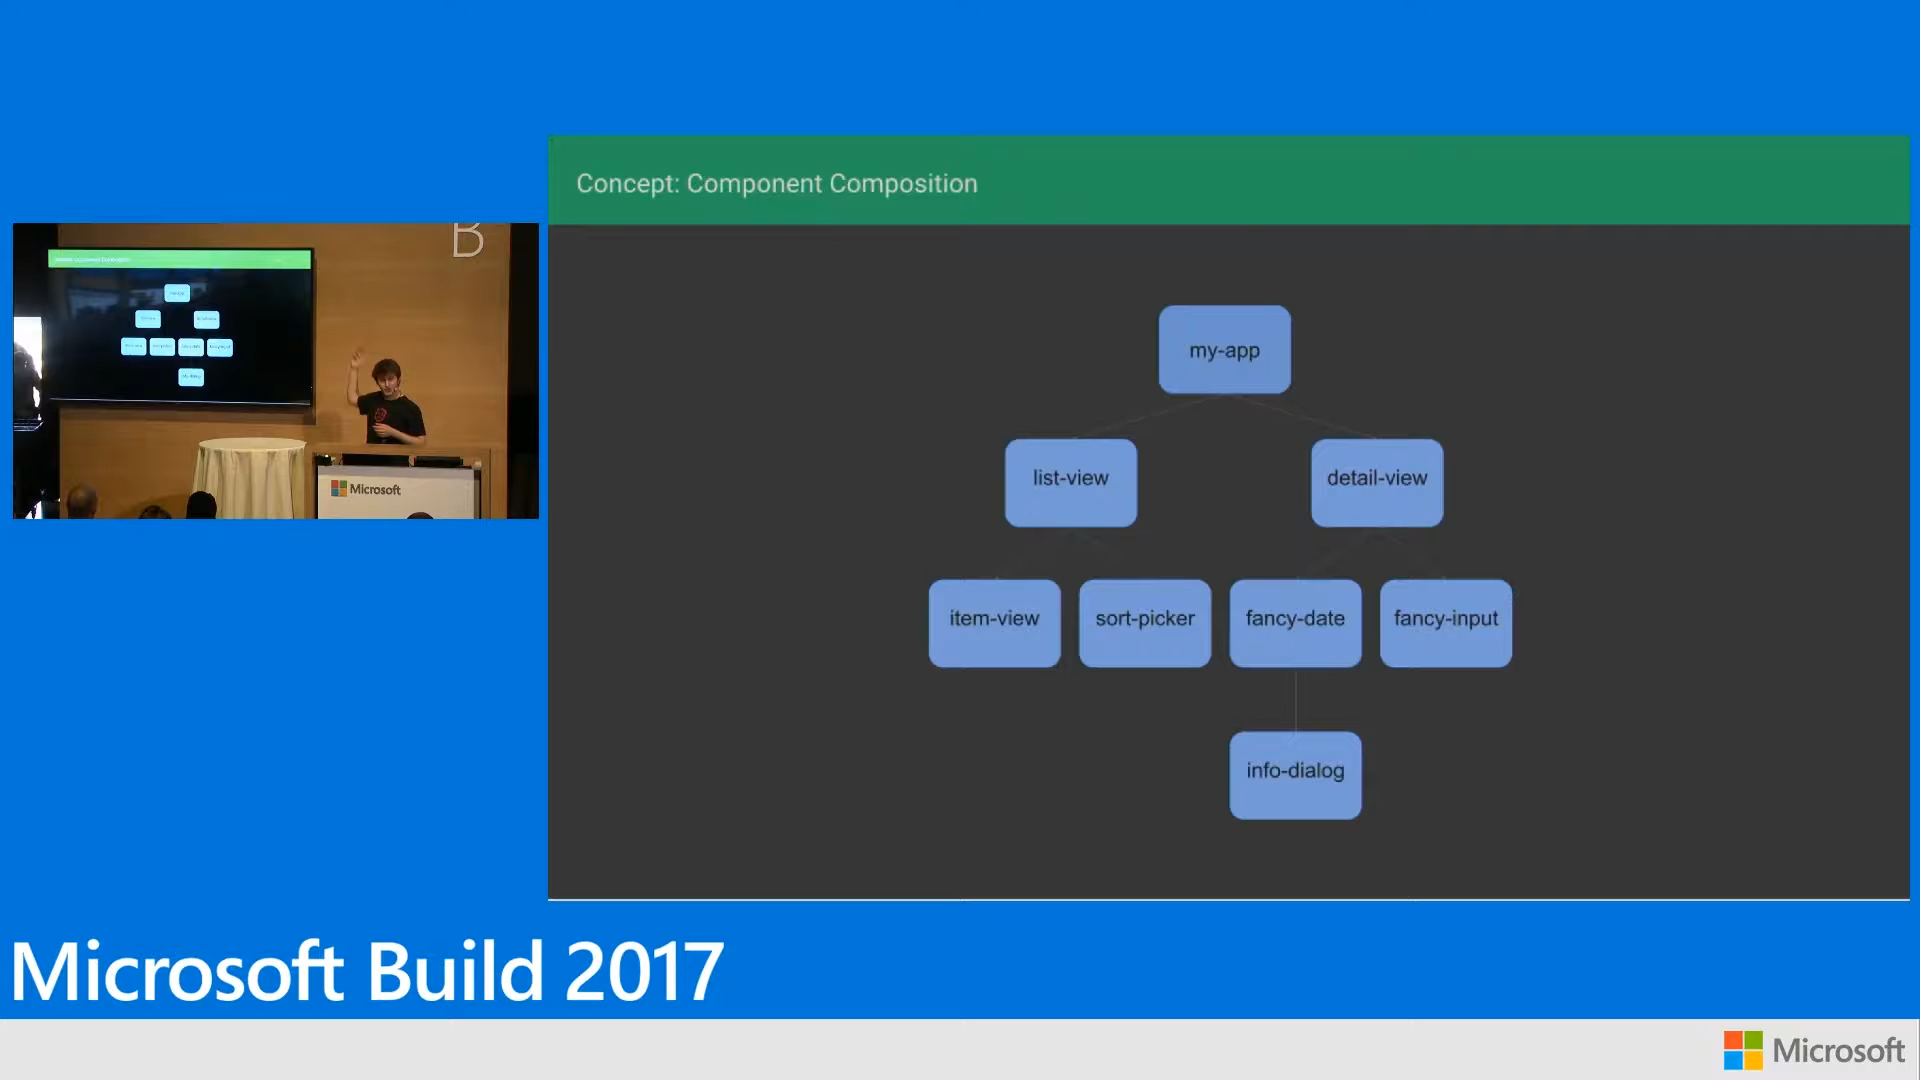 Concept: Component Composition
B
my-app
list-view
detail-view
item-view
sort-picker
fancy-date
fancy-input
info-dialog
Microsoft
Microsoft Build 2017
Microsoft